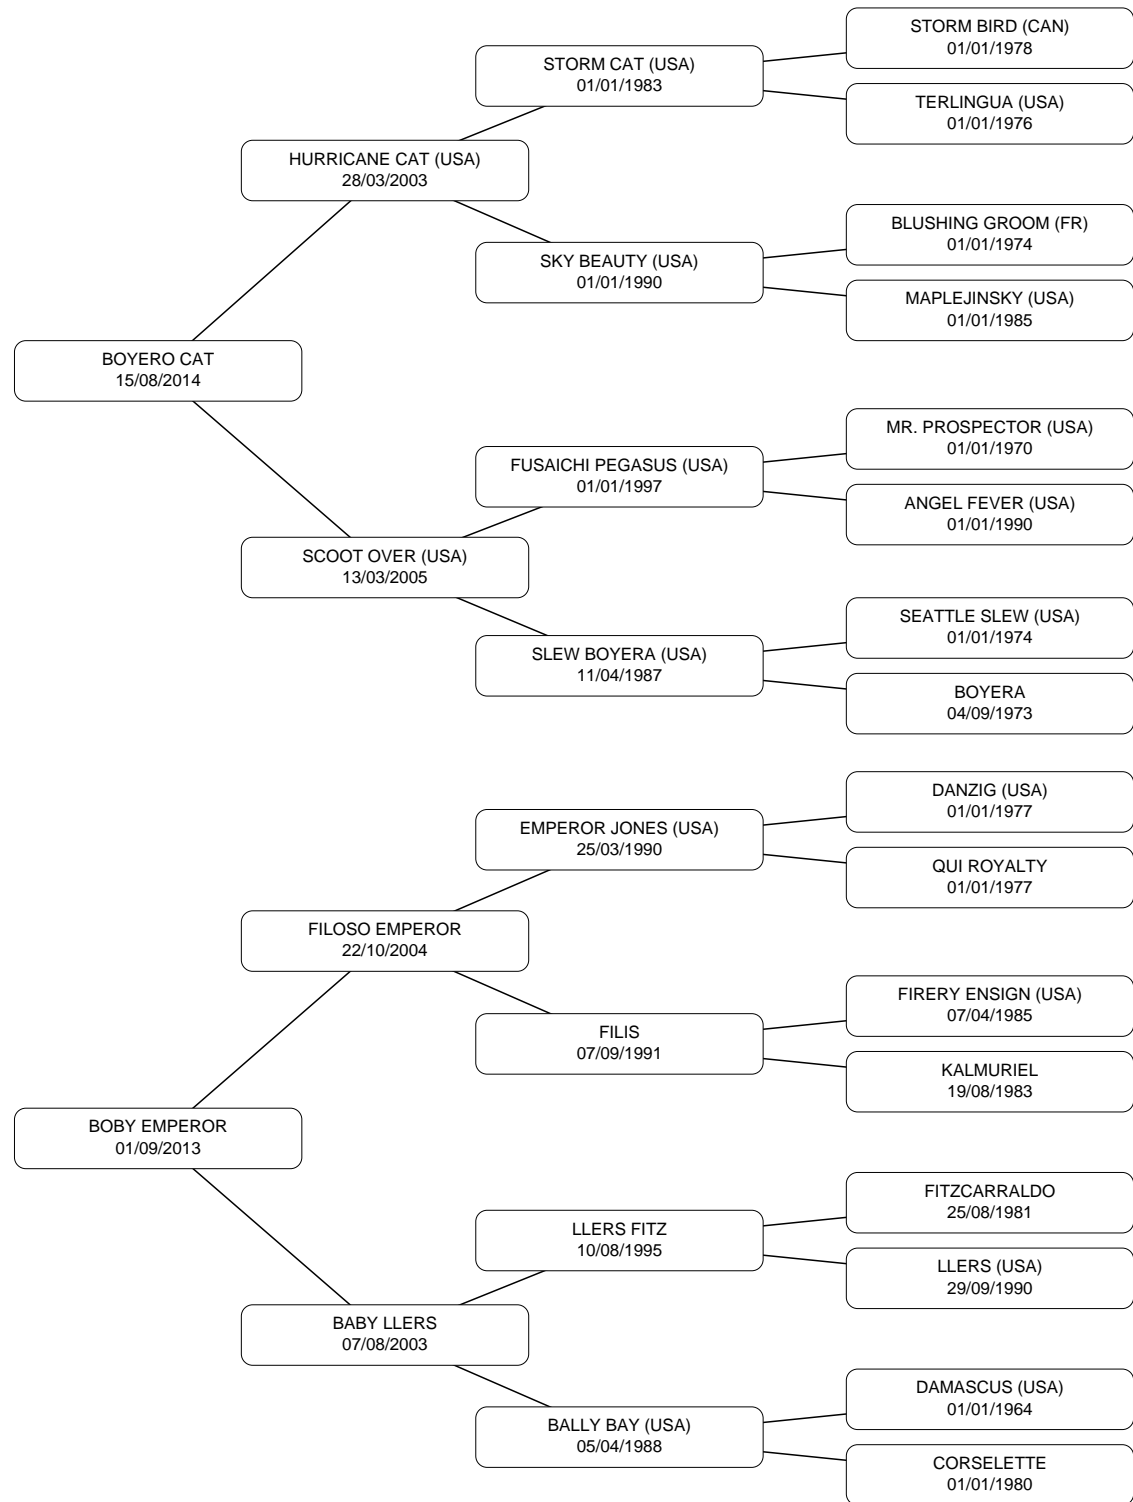 STORM BIRD (CAN)
01/01/1978
STORM CAT (USA)
01/01/1983
TERLINGUA (USA)
01/01/1976
HURRICANE CAT (USA)
28/03/2003
BLUSHING GROOM (FR)
01/01/1974
SKY BEAUTY (USA)
01/01/1990
MAPLEJINSKY (USA)
01/01/1985
BOYERO CAT
15/08/2014
MR. PROSPECTOR (USA)
01/01/1970
FUSAICHI PEGASUS (USA)
01/01/1997
ANGEL FEVER (USA)
01/01/1990
SCOOT OVER (USA)
13/03/2005
SEATTLE SLEW (USA)
01/01/1974
SLEW BOYERA (USA)
11/04/1987
BOYERA
04/09/1973
DANZIG (USA)
01/01/1977
EMPEROR JONES (USA)
25/03/1990
QUI ROYALTY
01/01/1977
FILOSO EMPEROR
22/10/2004
FIRERY ENSIGN (USA)
07/04/1985
FILIS
07/09/1991
KALMURIEL
19/08/1983
BOBY EMPEROR
01/09/2013
FITZCARRALDO
25/08/1981
LLERS FITZ
10/08/1995
LLERS (USA)
29/09/1990
BABY LLERS
07/08/2003
DAMASCUS (USA)
01/01/1964
BALLY BAY (USA)
05/04/1988
CORSELETTE
01/01/1980